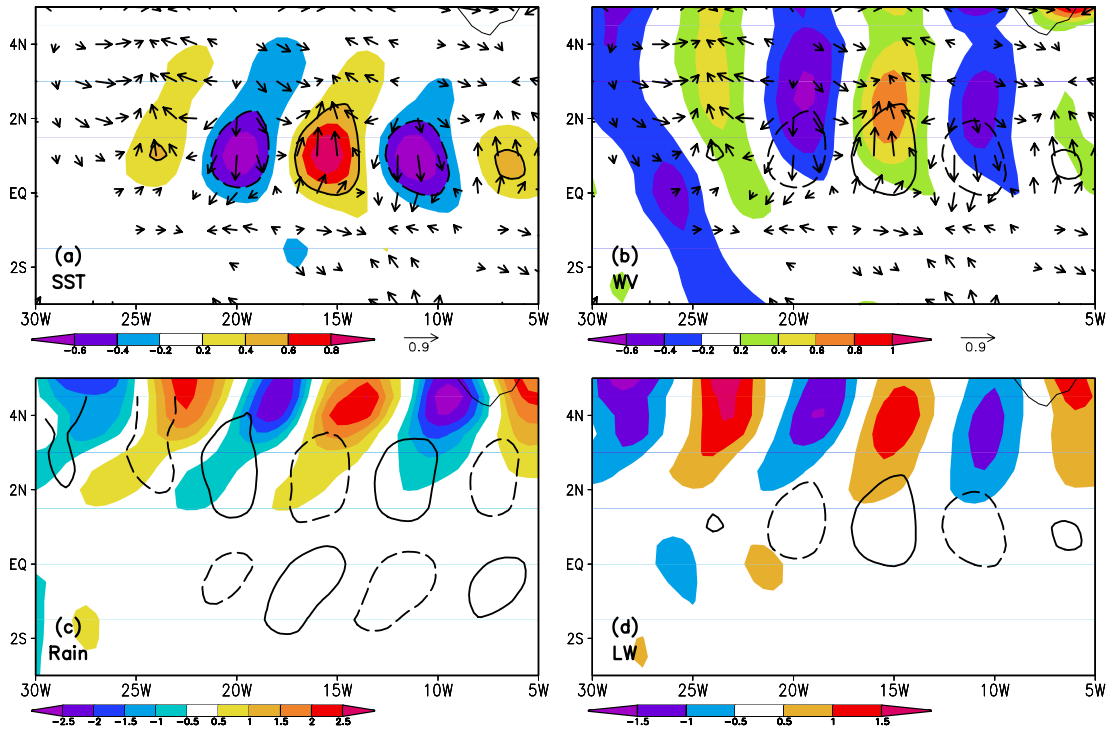 4N
2N
EQ
2S
(a)
SST
30W 25W 20W 15W 10W 5W
-0.6 -0.4 -0.2 0.2 0.4 0.6 0.8
0.9
4N
2N
EQ
2S
(b)
WV
30W 25W 20W 15W 10W 5W
-0.6 -0.4 -0.2 0.2 0.4 0.6 0.8 1
0.9
4N
2N
EQ
2S
(c)
Rain
30W 25W 20W 15W 10W 5W
-2.5 -2 -1.5 -1 -0.5 0.5 1 1.5 2 2.5
4N
2N
EQ
2S
(d)
LW
30W 25W 20W 15W 10W 5W
-1.5 -1 -0.5 0.5 1 1.5